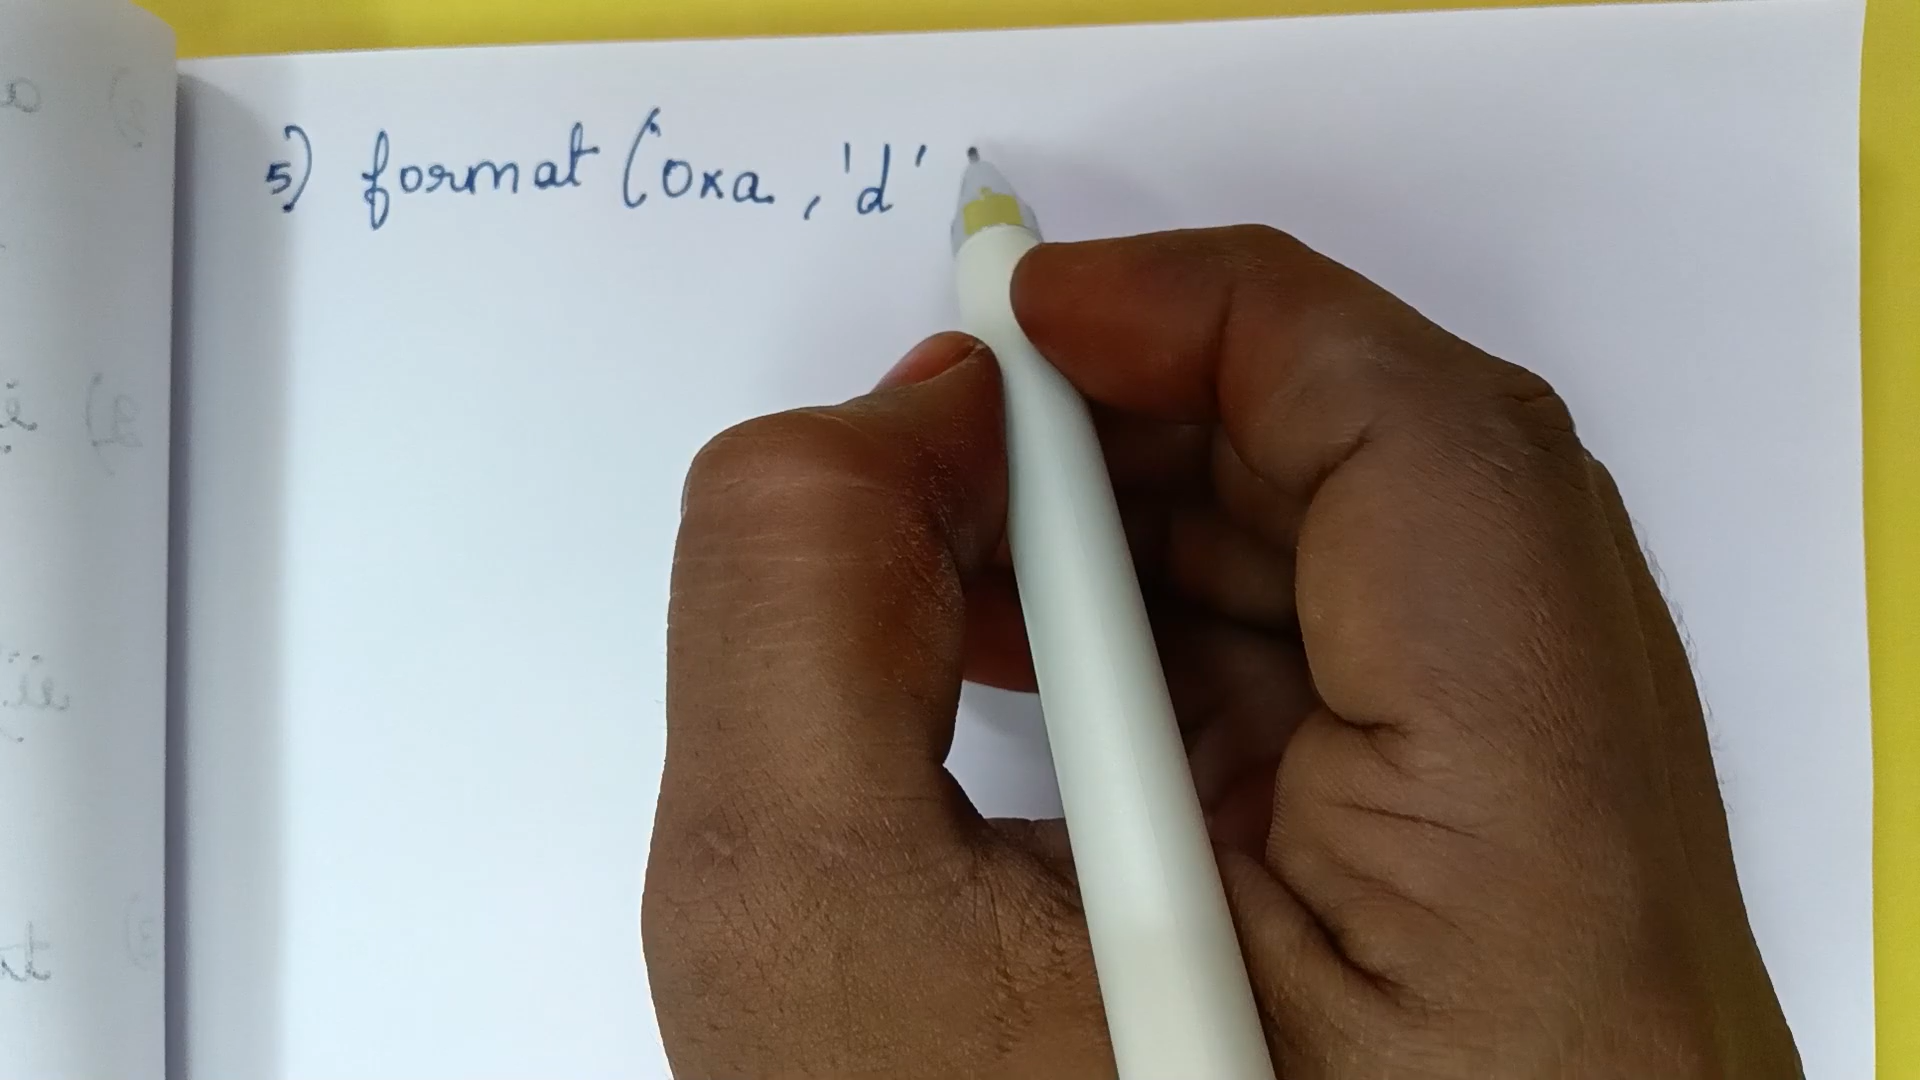 5) format (0xa, 'd'